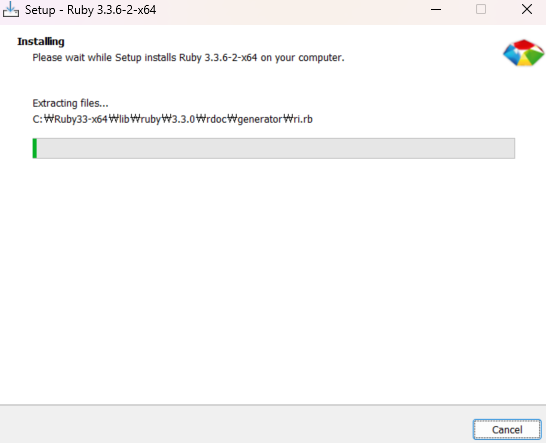 Setup - Ruby 3.3.6-2-x64
Installing
Please wait while Setup installs Ruby 3.3.6-2-x64 on your computer.
Extracting files...
C:₩Ruby33-x64₩lib₩ruby₩3.3.0₩rdoc₩generator₩ri.rb
Cancel